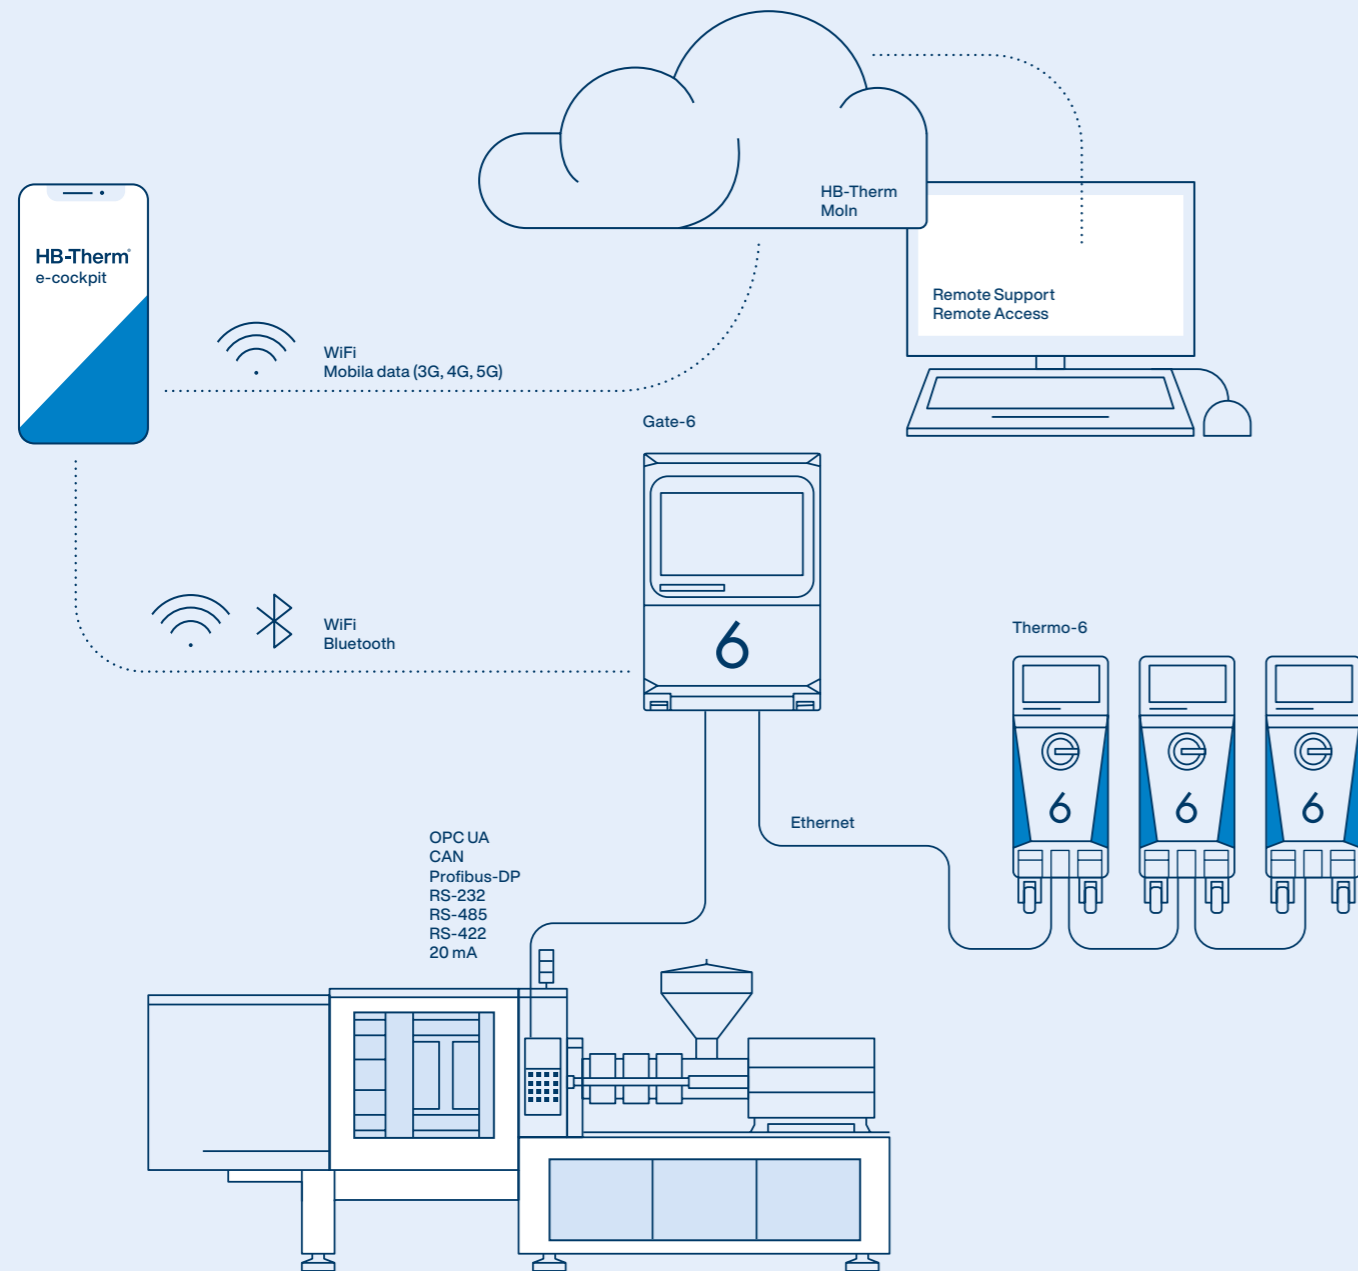 HB-Therm
Moln
HB-Therm®
e-cockpit
Remote Support
Remote Access
WiFi
Mobila data (3G, 4G, 5G)
Gate-6
6
WiFi
Bluetooth
Thermo-6
6
6
6
Ethernet
OPC UA
CAN
Profibus-DP
RS-232
RS-485
RS-422
20 mA